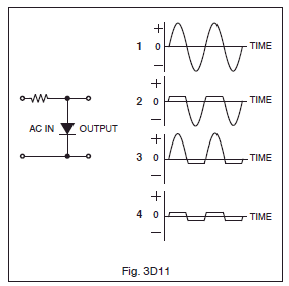 +
1 0 TIME
—
+
2 0 TIME
—
AC IN OUTPUT
+
3 0 TIME
—
+
4 0 TIME
—
Fig. 3D11